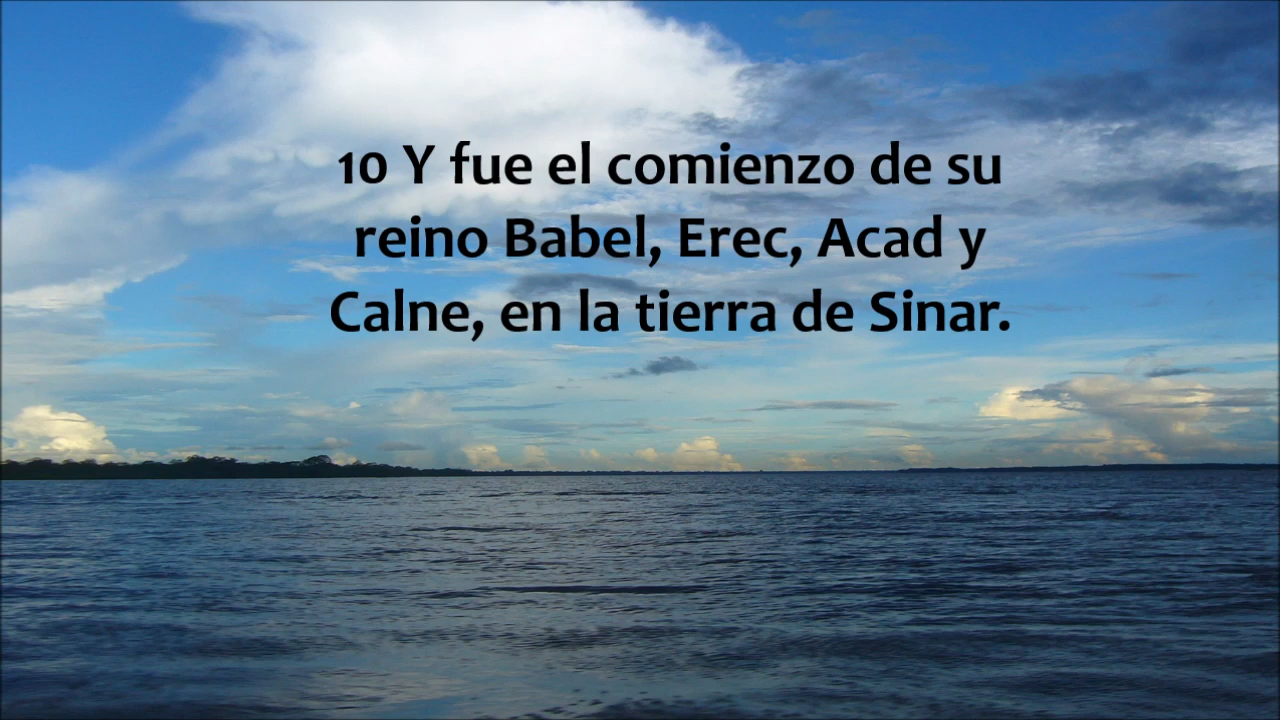 10 Y fue el comienzo de su
reino Babel, Erec, Acad y
Calne, en la tierra de Sinar.